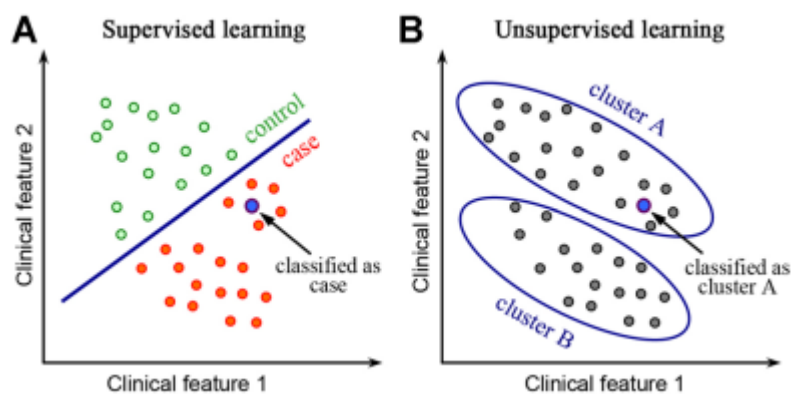 A
Supervised learning
Clinical feature 2
control
case
classified as
case
Clinical feature 1
B
Unsupervised learning
Clinical feature 2
cluster A
classified as
cluster A
cluster B
Clinical feature 1